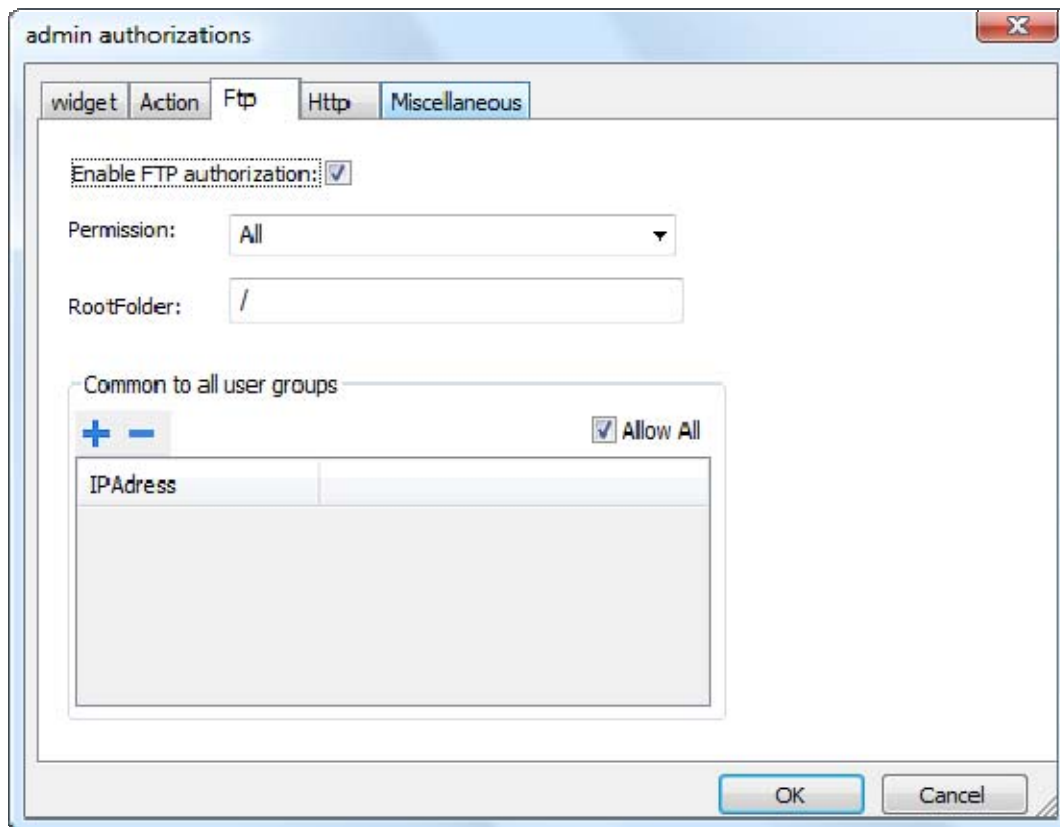 admin authorizations
widget Action Ftp Http Miscellaneous
Enable FTP authorization:
Permission: All
RootFolder: /
Common to all user groups
Allow All
IPAdress
OK Cancel